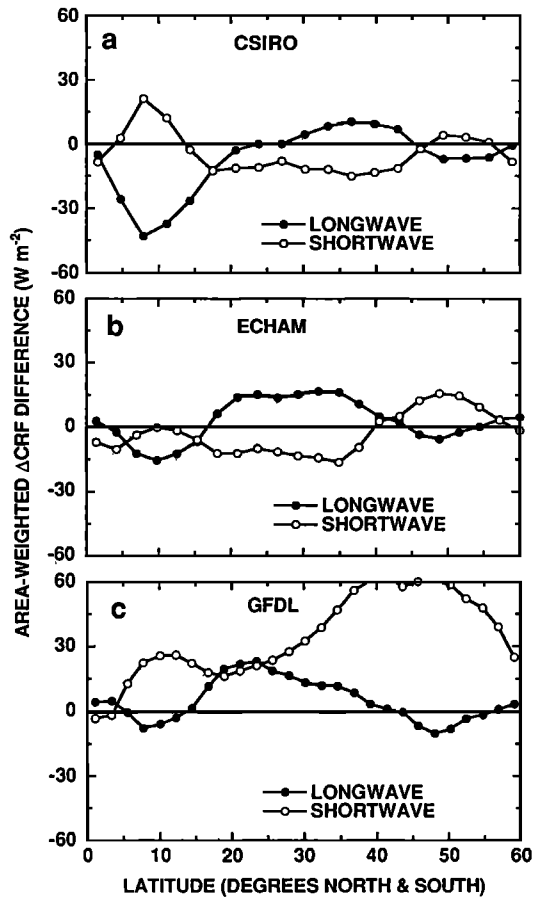 AREA-WEIGHTED ΔCRF DIFFERENCE (W m-2)
60
a
CSIRO
30
0
-30
LONGWAVE
SHORTWAVE
-60
60
b
ECHAM
30
0
-30
LONGWAVE
SHORTWAVE
-60
60
c
GFDL
30
0
-30
LONGWAVE
SHORTWAVE
-60
0 10 20 30 40 50 60
LATITUDE (DEGREES NORTH & SOUTH)